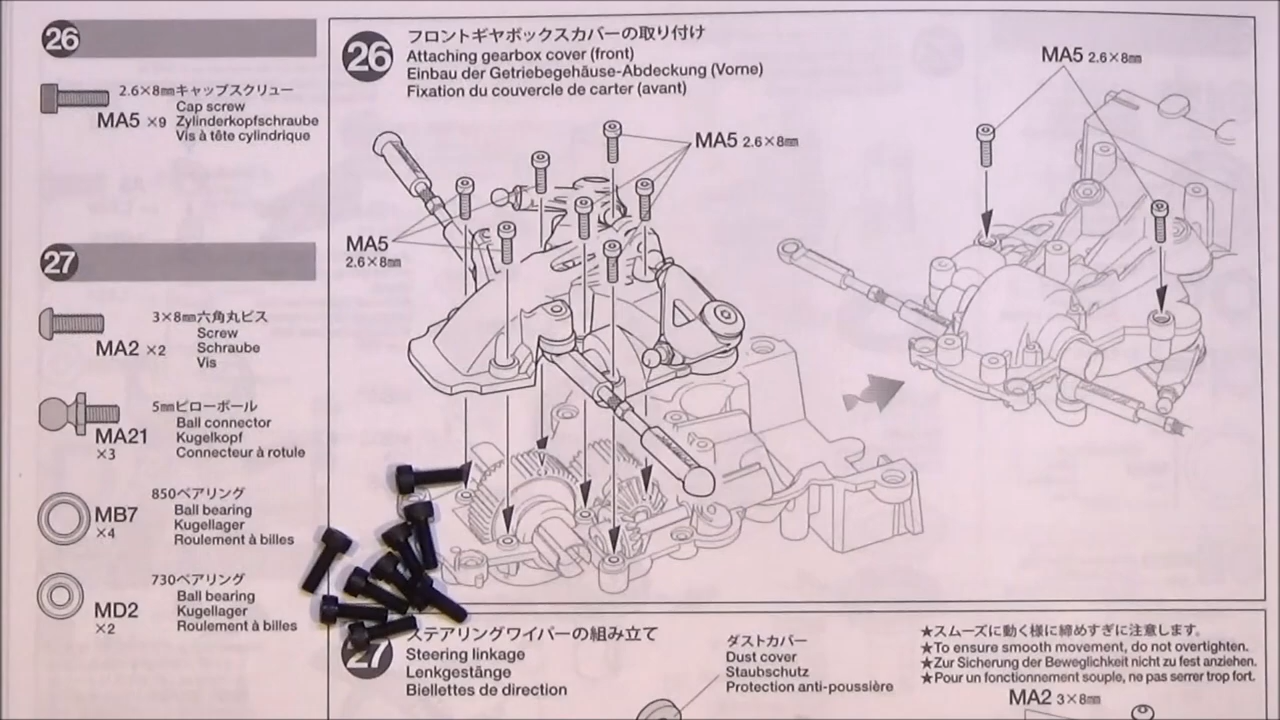 26
2.6×8㎜キャップスクリュー
MA5 ×9 Cap screw
Zylinderkopfschraube
Vis à tête cylindrique
27
3×8㎜六角丸ビス
MA2 ×2 Screw
Schraube
Vis
5㎜ピローボール
Ball connector
MA21 Kugelkopf
×3 Connecteur à rotule
850ベアリング
MB7 Ball bearing
×4 Kugellager
Roulement à billes
730ベアリング
Ball bearing
MD2 Kugellager
×2 Roulement à billes
26
フロントギヤボックスカバーの取り付け
Attaching gearbox cover (front)
Einbau der Getriebegehäuse-Abdeckung (Vorne)
Fixation du couvercle de carter (avant)
MA5 2.6×8㎜
MA5 2.6×8㎜
MA5
2.6×8㎜
27
ステアリングワイパーの組み立て
Steering linkage
Lenkgestänge
Biellettes de direction
ダストカバー
Dust cover
Staubschutz
Protection anti-poussière
★スムーズに動く様に締めすぎに注意します。
★To ensure smooth movement, do not overtighten.
★Zur Sicherung der Beweglichkeit nicht zu fest anziehen.
★Pour un fonctionnement souple, ne pas serrer trop fort.
MA2 3×8㎜